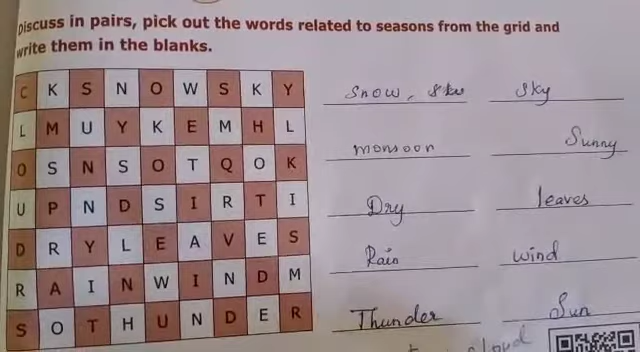 Discuss in pairs, pick out the words related to seasons from the grid and
write them in the blanks.
C K S N O W S K Y
L M U Y K E M H L
O S N S O T Q O K
U P N D S I R T I
D R Y L E A V E S
R A I N W I N D M
S O T H U N D E R
Snow, Sky
monsoon Sunny
Dry leaves
Rain wind
Thunder Sun
cloud